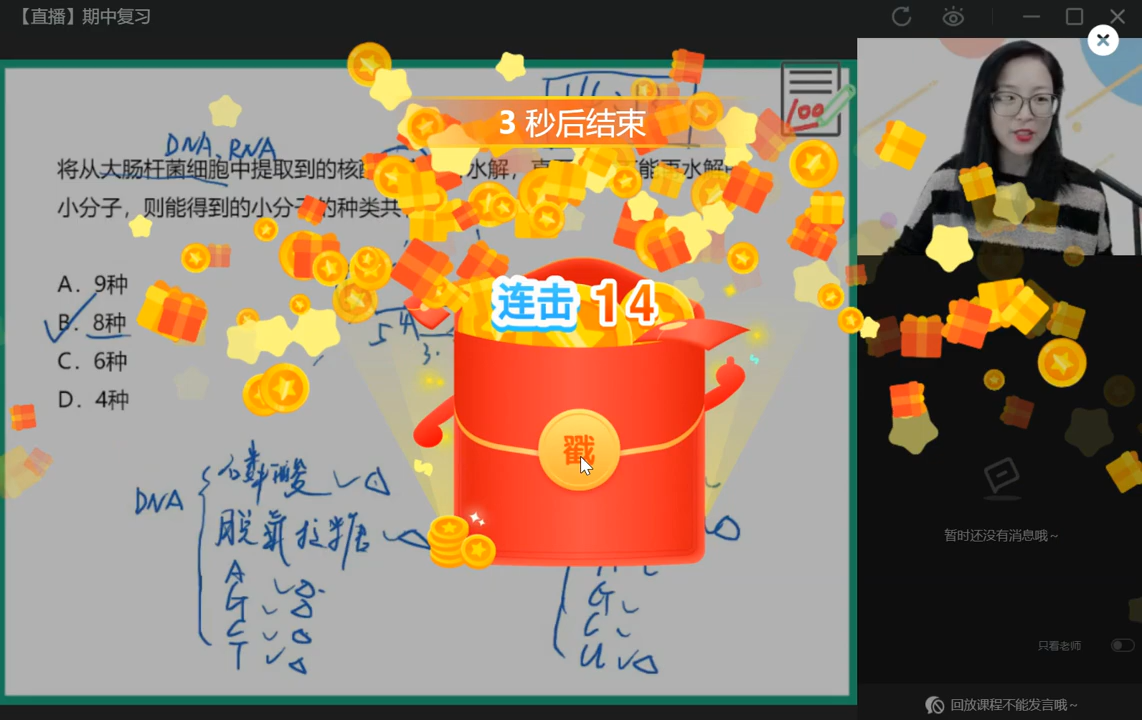 【直播】期中复习
3 秒后结束
100
DNA、RNA
将从大肠杆菌细胞中提取到的核 水解， 能再水解
小分子，则能得到的小分子的种类共
连击 14
A．9种
B．8种
5 4
3
C．6种
D．4种
戳
DNA
磷酸
脱氧核糖
A
G
C
T
G
C
U
暂时还没有消息哦~
只看老师
回放课程不能发言哦~